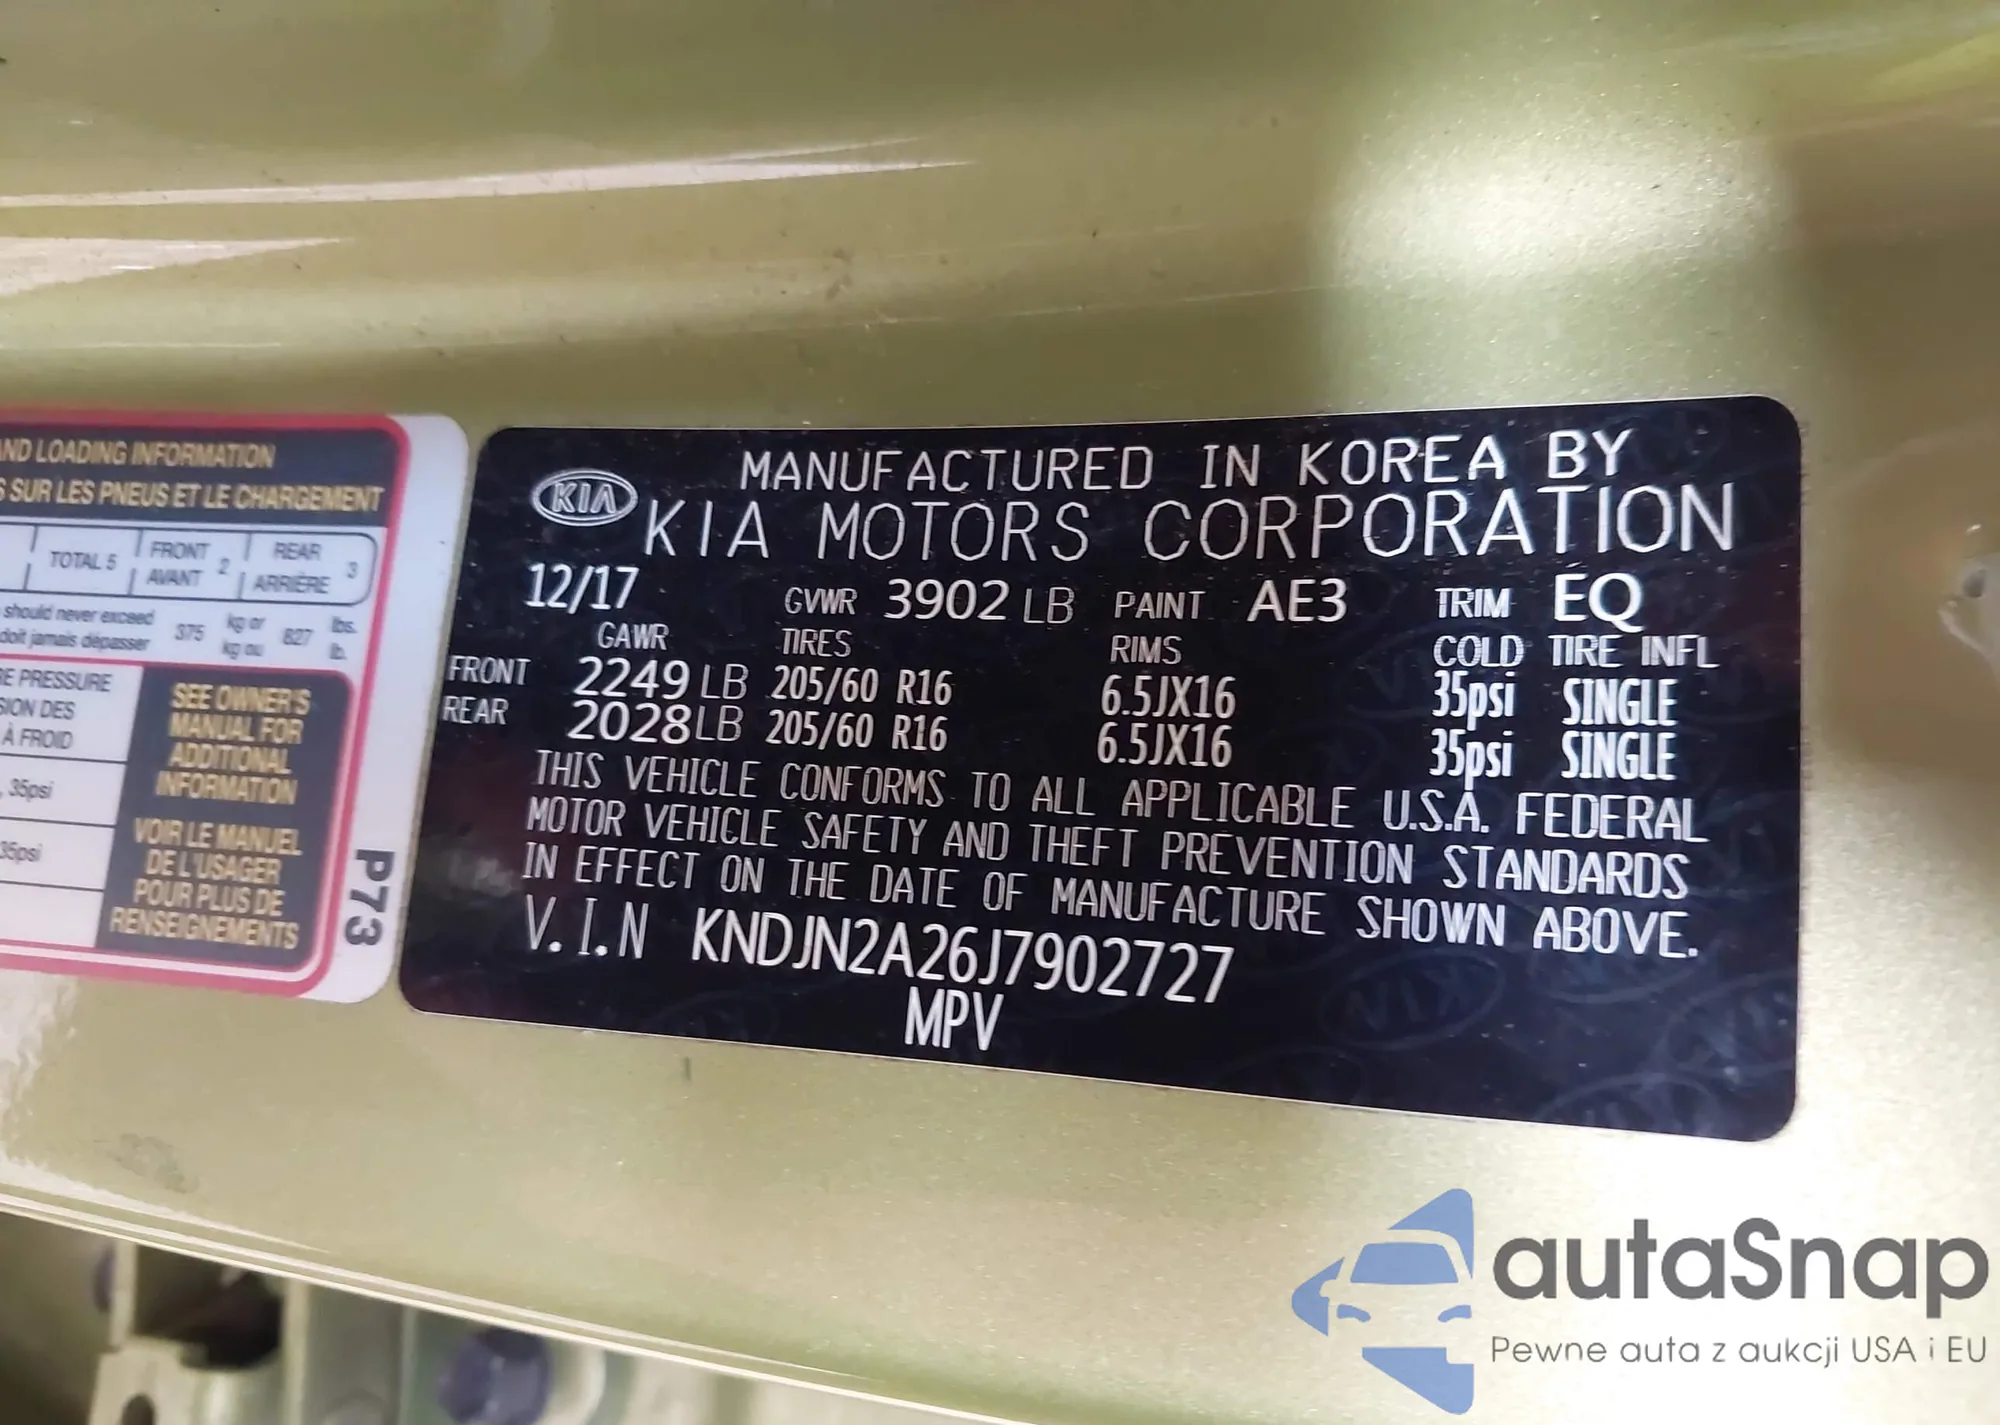 AND LOADING INFORMATION
S SUR LES PNEUS ET LE CHARGEMENT
TOTAL 5
FRONT
AVANT
2
REAR
ARRIÈRE
3
should never exceed
doit jamais dépasser
375
kg or
kg ou
827
lbs.
lb.
RE PRESSURE
SION DES
À FROID
, 35psi
35psi
SEE OWNER'S
MANUAL FOR
ADDITIONAL
INFORMATION
VOIR LE MANUEL
DE L'USAGER
POUR PLUS DE
RENSEIGNEMENTS
P73
KIA
MANUFACTURED IN KOREA BY
KIA MOTORS CORPORATION
12/17 GVWR 3902 LB PAINT AE3 TRIM EQ
GAWR TIRES RIMS COLD TIRE INFL
FRONT 2249 LB 205/60 R16 6.5JX16 35psi SINGLE
REAR 2028 LB 205/60 R16 6.5JX16 35psi SINGLE
THIS VEHICLE CONFORMS TO ALL APPLICABLE U.S.A. FEDERAL
MOTOR VEHICLE SAFETY AND THEFT PREVENTION STANDARDS
IN EFFECT ON THE DATE OF MANUFACTURE SHOWN ABOVE.
V.I.N KNDJN2A26J7902727
MPV
autaSnap
Pewne auta z aukcji USA i EU